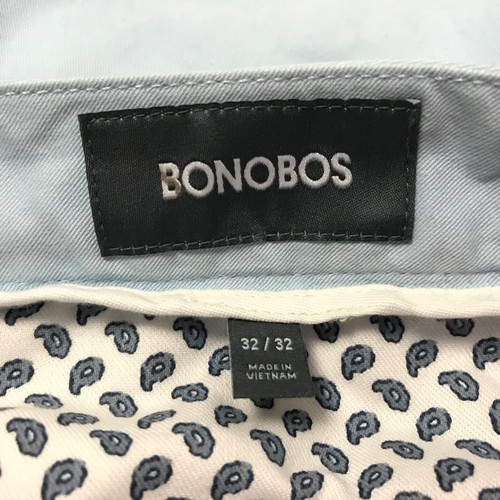 BONOBOS
32 / 32
MADE IN
VIETNAM